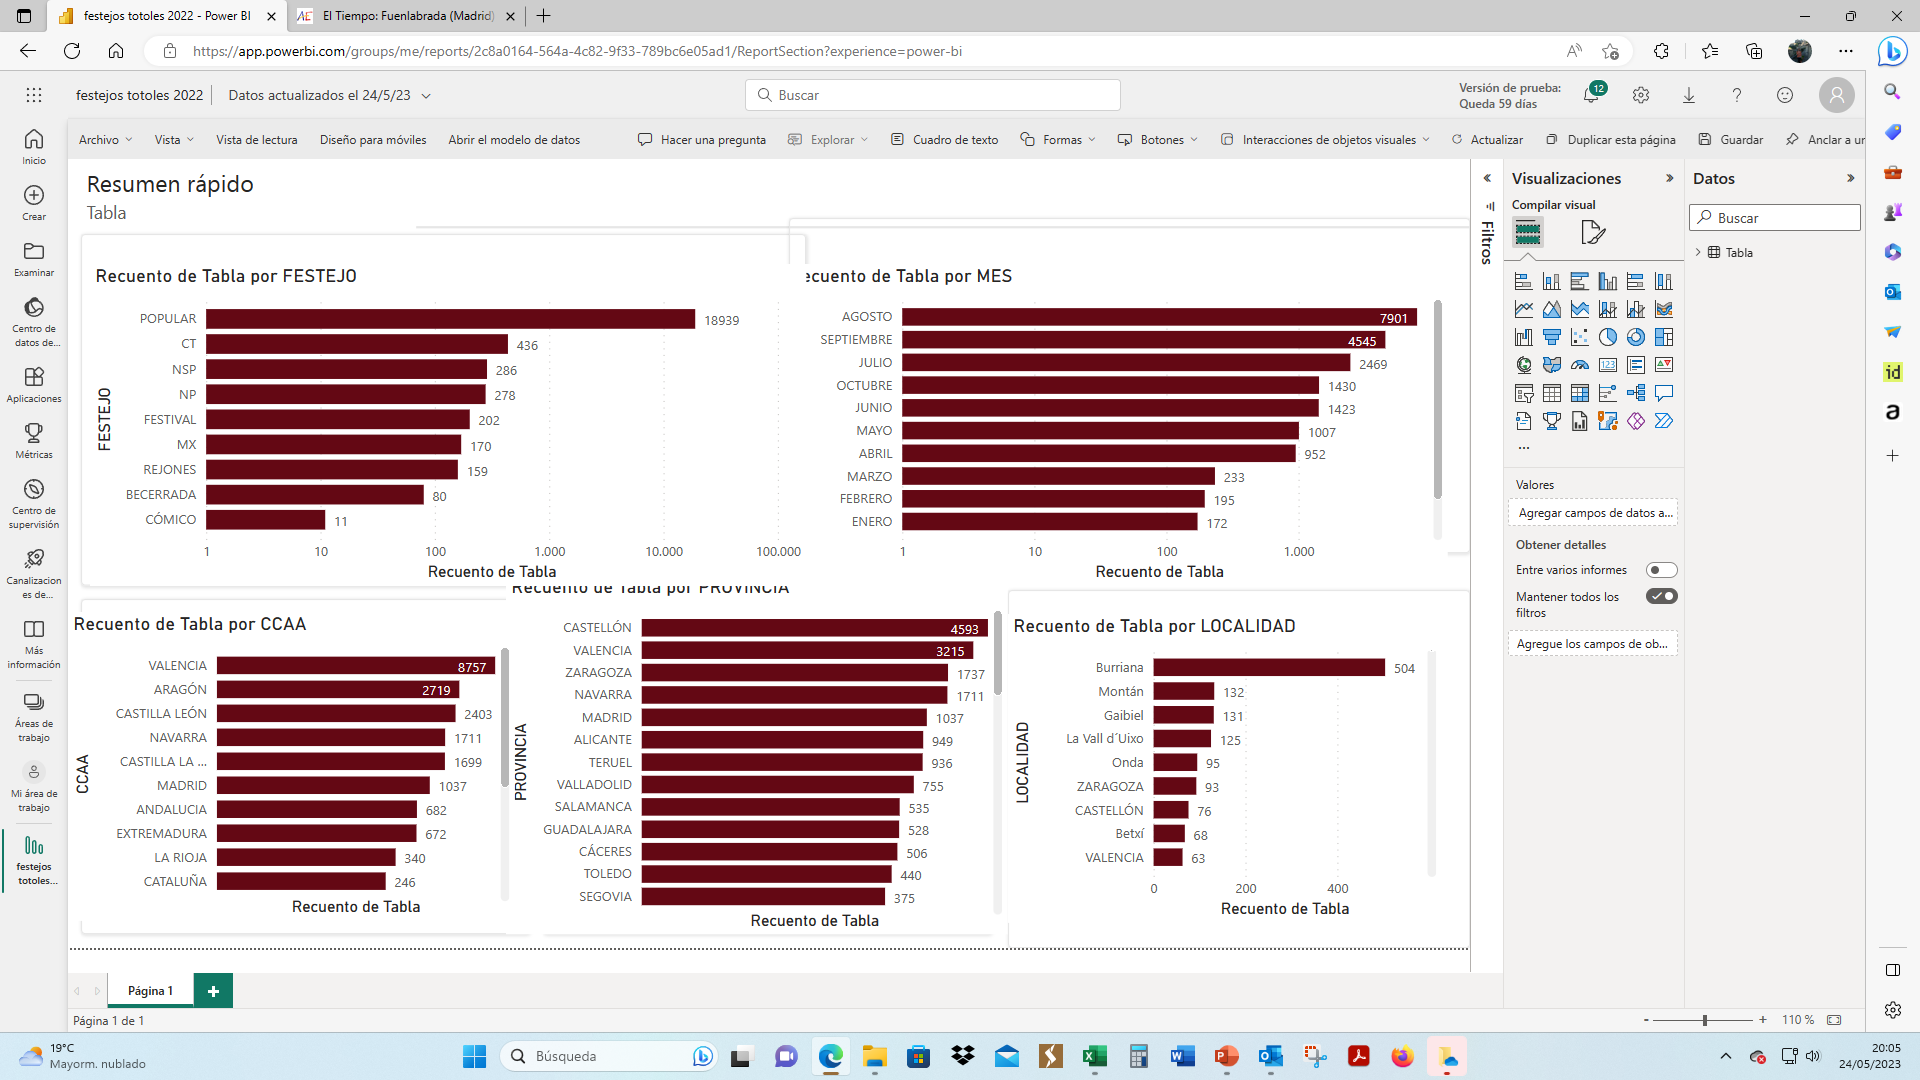 festejos totoles 2022 - Power BI
El Tiempo: Fuenlabrada (Madrid)
https://app.powerbi.com/groups/me/reports/2c8a0164-564a-4c82-9f33-789bc6e05ad1/ReportSection?experience=power-bi
festejos totoles 2022
Datos actualizados el 24/5/23
Buscar
Versión de prueba:
Queda 59 días
12
Archivo
Vista
Vista de lectura
Diseño para móviles
Abrir el modelo de datos
Hacer una pregunta
Explorar
Cuadro de texto
Formas
Botones
Interacciones de objetos visuales
Actualizar
Duplicar esta página
Guardar
Anclar a ur
Inicio
Crear
Examinar
Centro de
datos de...
Aplicaciones
Métricas
Centro de
supervisión
Canalizacion
es de...
Más
información
Áreas de
trabajo
Mi área de
trabajo
festejos
totoles...
Resumen rápido
Tabla
Recuento de Tabla por FESTEJO
FESTEJO
POPULAR 18939
CT 436
NSP 286
NP 278
FESTIVAL 202
MX 170
REJONES 159
BECERRADA 80
CÓMICO 11
1 10 100 1.000 10.000 100.000
Recuento de Tabla
ecuento de Tabla por MES
AGOSTO 7901
SEPTIEMBRE 4545
JULIO 2469
OCTUBRE 1430
JUNIO 1423
MAYO 1007
ABRIL 952
MARZO 233
FEBRERO 195
ENERO 172
1 10 100 1.000
Recuento de Tabla
Recuento de Tabla por CCAA
CCAA
VALENCIA 8757
ARAGÓN 2719
CASTILLA LEÓN 2403
NAVARRA 1711
CASTILLA LA ... 1699
MADRID 1037
ANDALUCIA 682
EXTREMADURA 672
LA RIOJA 340
CATALUÑA 246
Recuento de Tabla
Recuento de Tabla por PROVINCIA
PROVINCIA
CASTELLÓN 4593
VALENCIA 3215
ZARAGOZA 1737
NAVARRA 1711
MADRID 1037
ALICANTE 949
TERUEL 936
VALLADOLID 755
SALAMANCA 535
GUADALAJARA 528
CÁCERES 506
TOLEDO 440
SEGOVIA 375
Recuento de Tabla
Recuento de Tabla por LOCALIDAD
LOCALIDAD
Burriana 504
Montán 132
Gaibiel 131
La Vall d´Uixo 125
Onda 95
ZARAGOZA 93
CASTELLÓN 76
Betxí 68
VALENCIA 63
0 200 400
Recuento de Tabla
Filtros
Visualizaciones
Compilar visual
...
Valores
Agregar campos de datos a...
Obtener detalles
Entre varios informes
Mantener todos los
filtros
Agregue los campos de ob...
Datos
Buscar
Tabla
Página 1
Página 1 de 1
- + 110 %
19°C
Mayorm. nublado
Búsqueda
20:05
24/05/2023